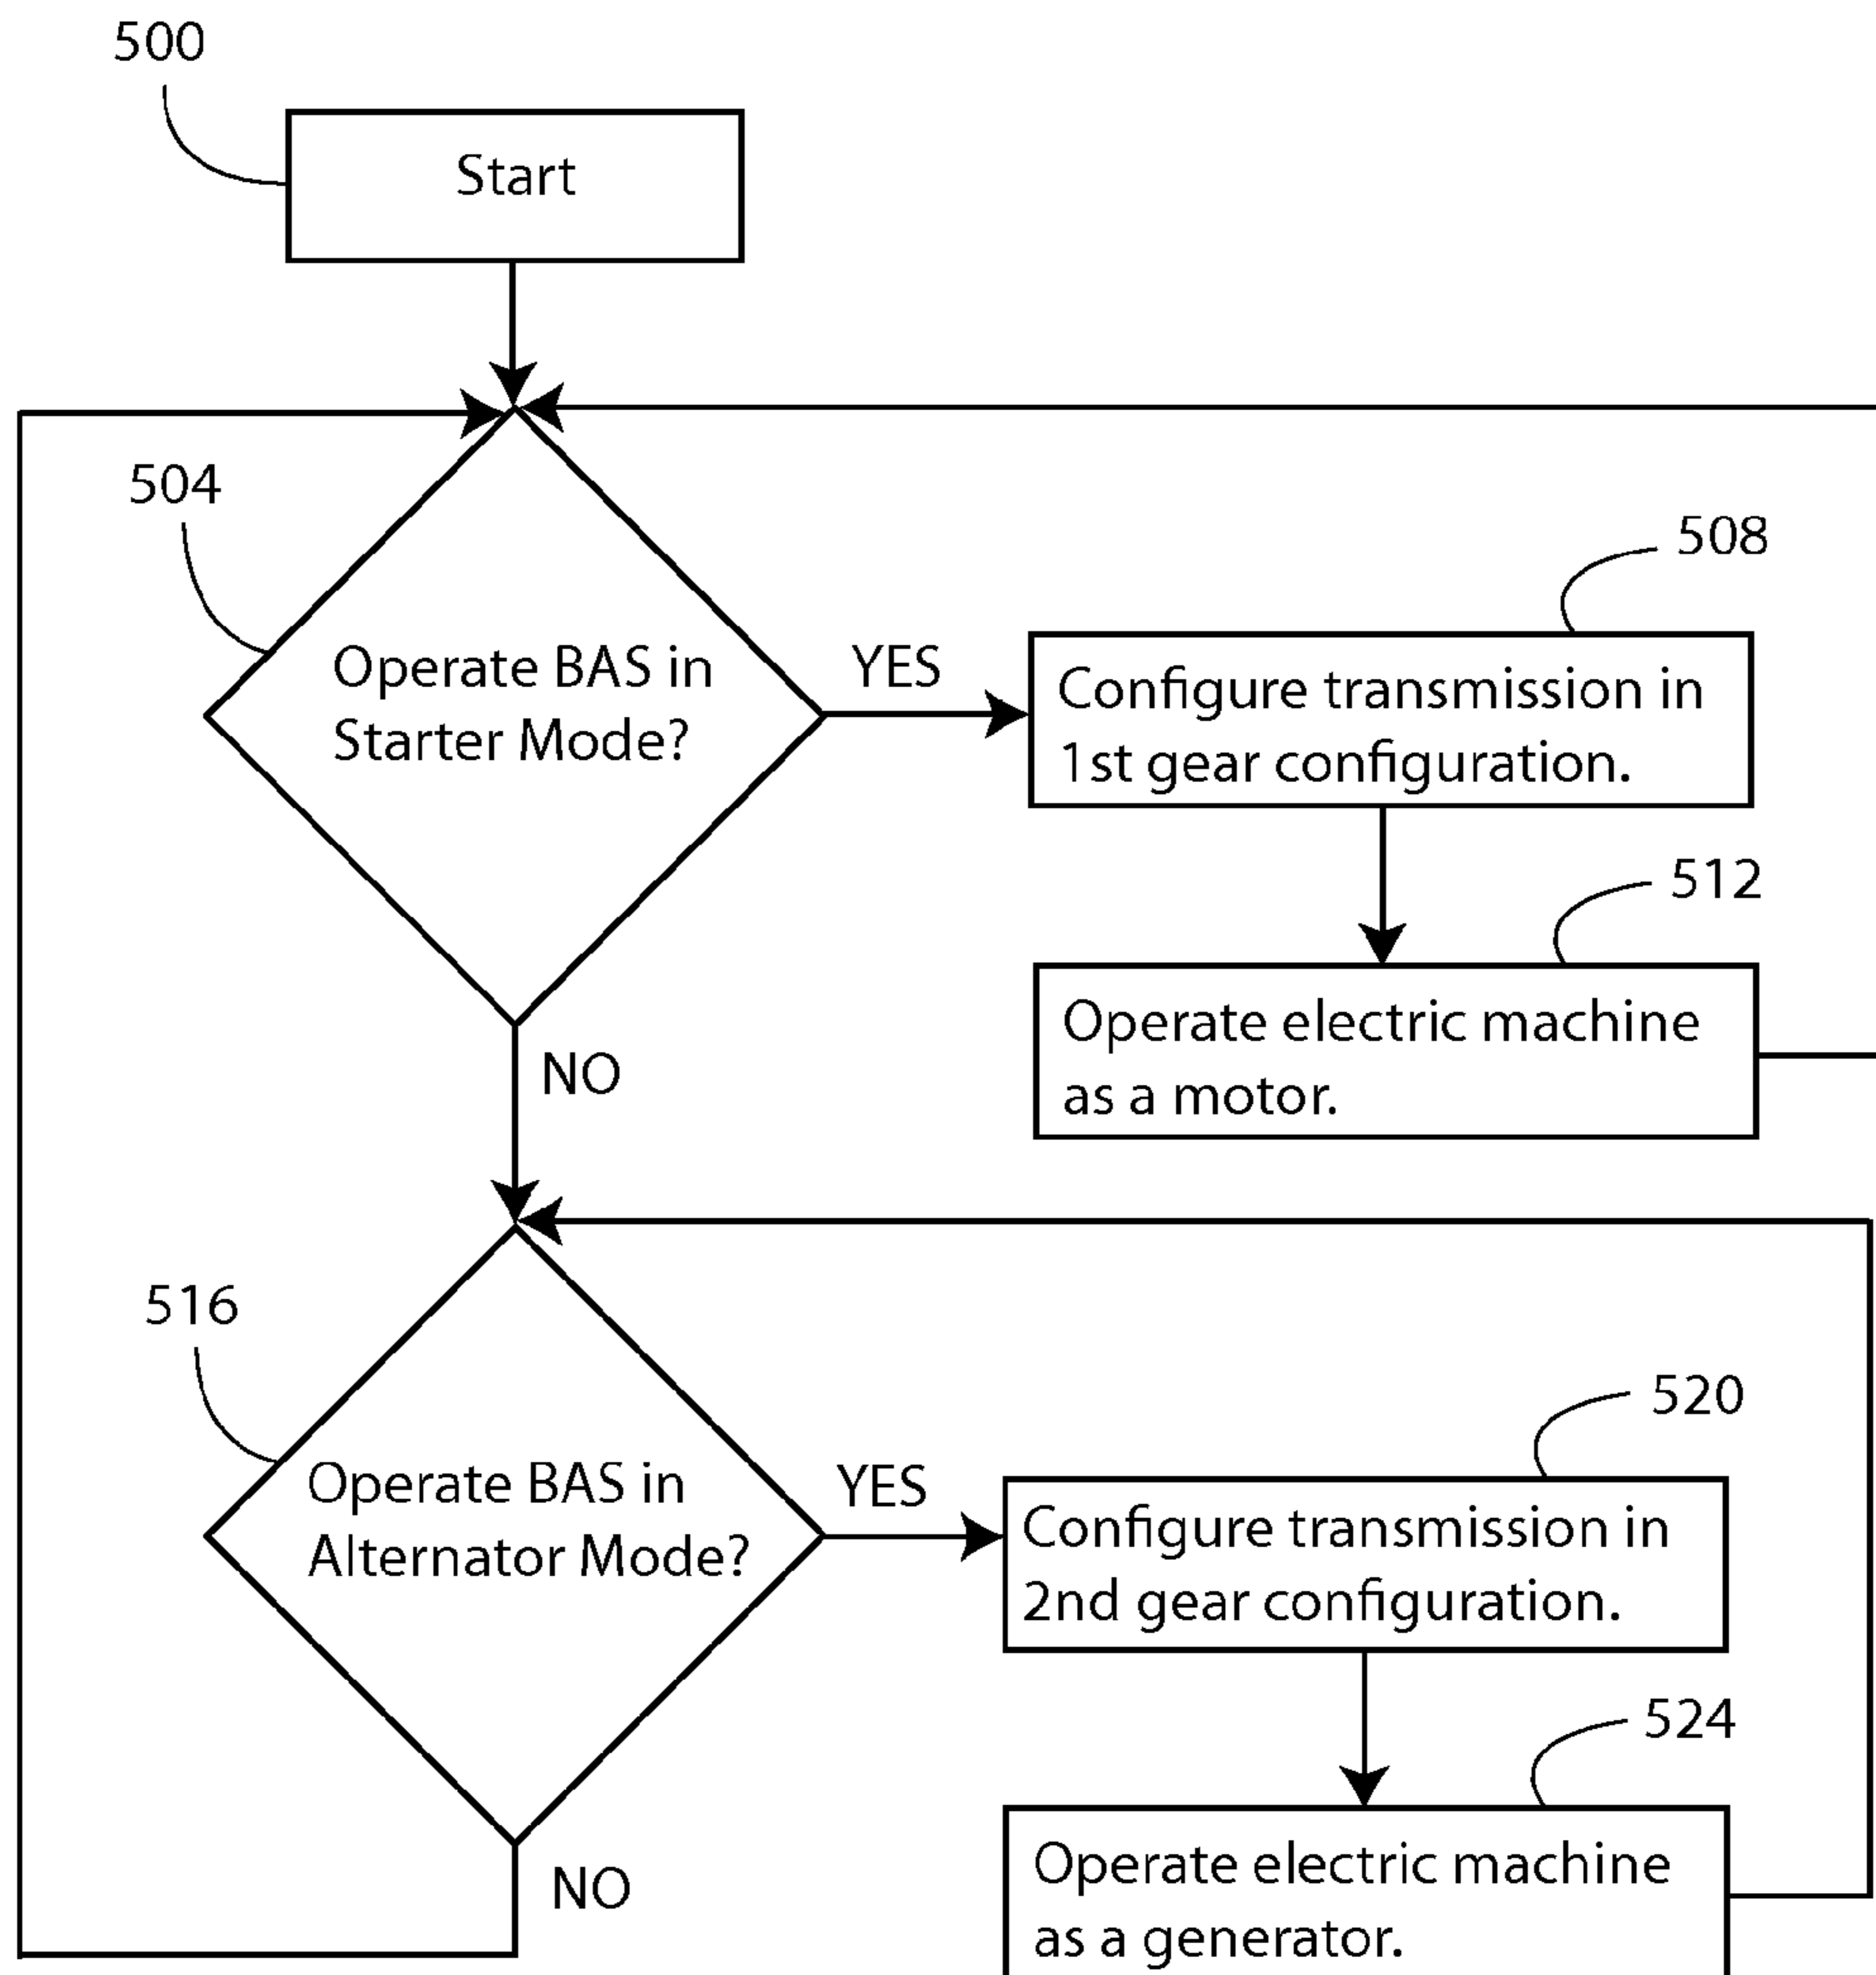 500
Start
504
Operate BAS in
Starter Mode?
YES
508
Configure transmission in
1st gear configuration.
512
Operate electric machine
as a motor.
NO
516
Operate BAS in
Alternator Mode?
YES
520
Configure transmission in
2nd gear configuration.
524
Operate electric machine
as a generator.
NO